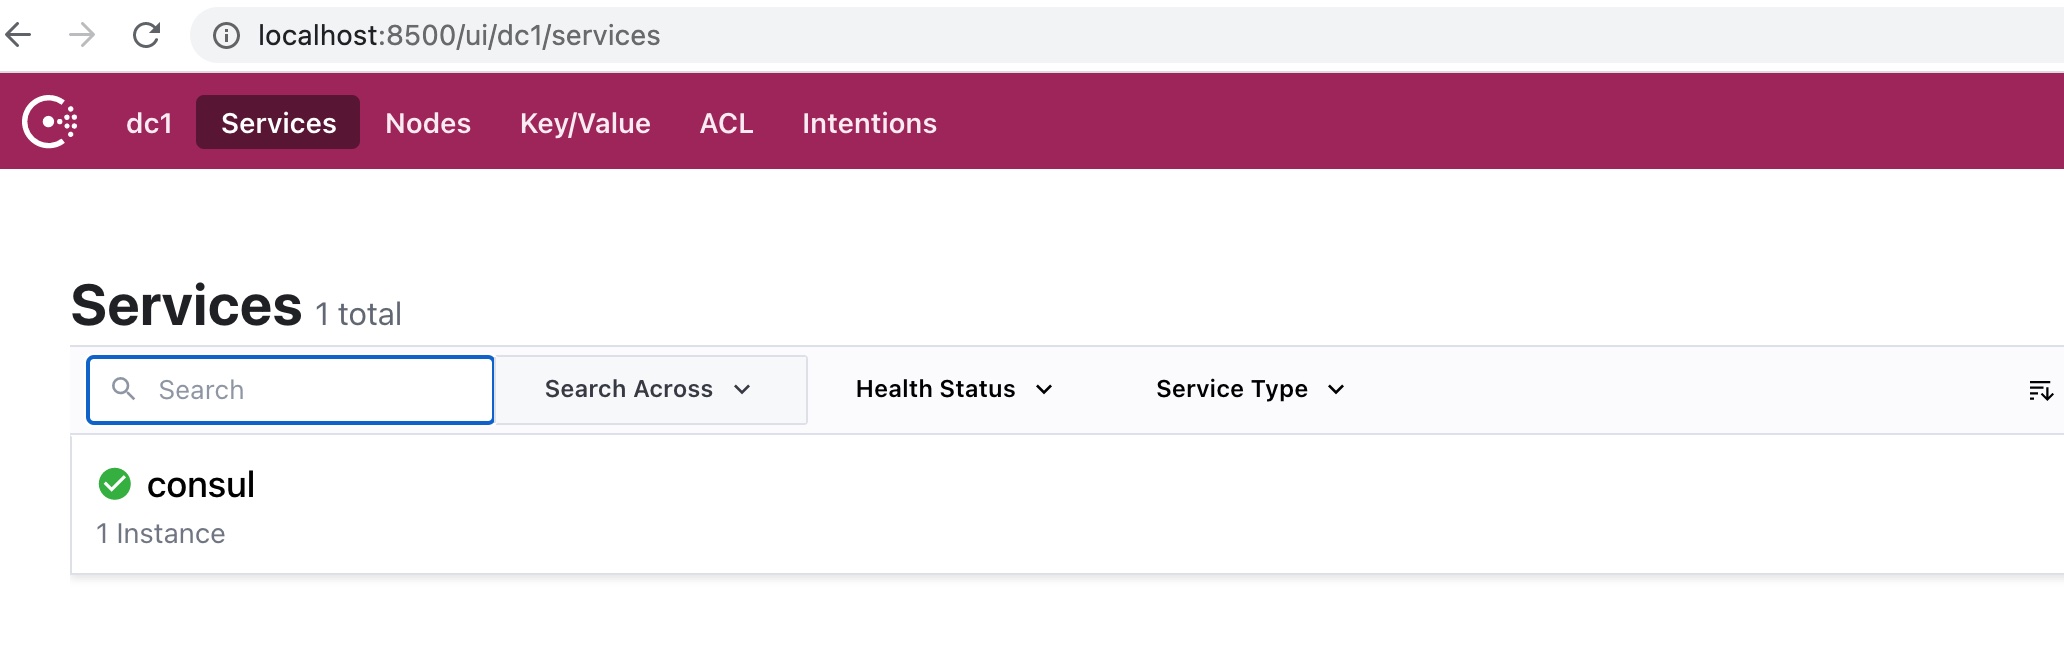 localhost:8500/ui/dc1/services
dc1 Services Nodes Key/Value ACL Intentions
Services 1 total
Search Search Across Health Status Service Type
consul
1 Instance